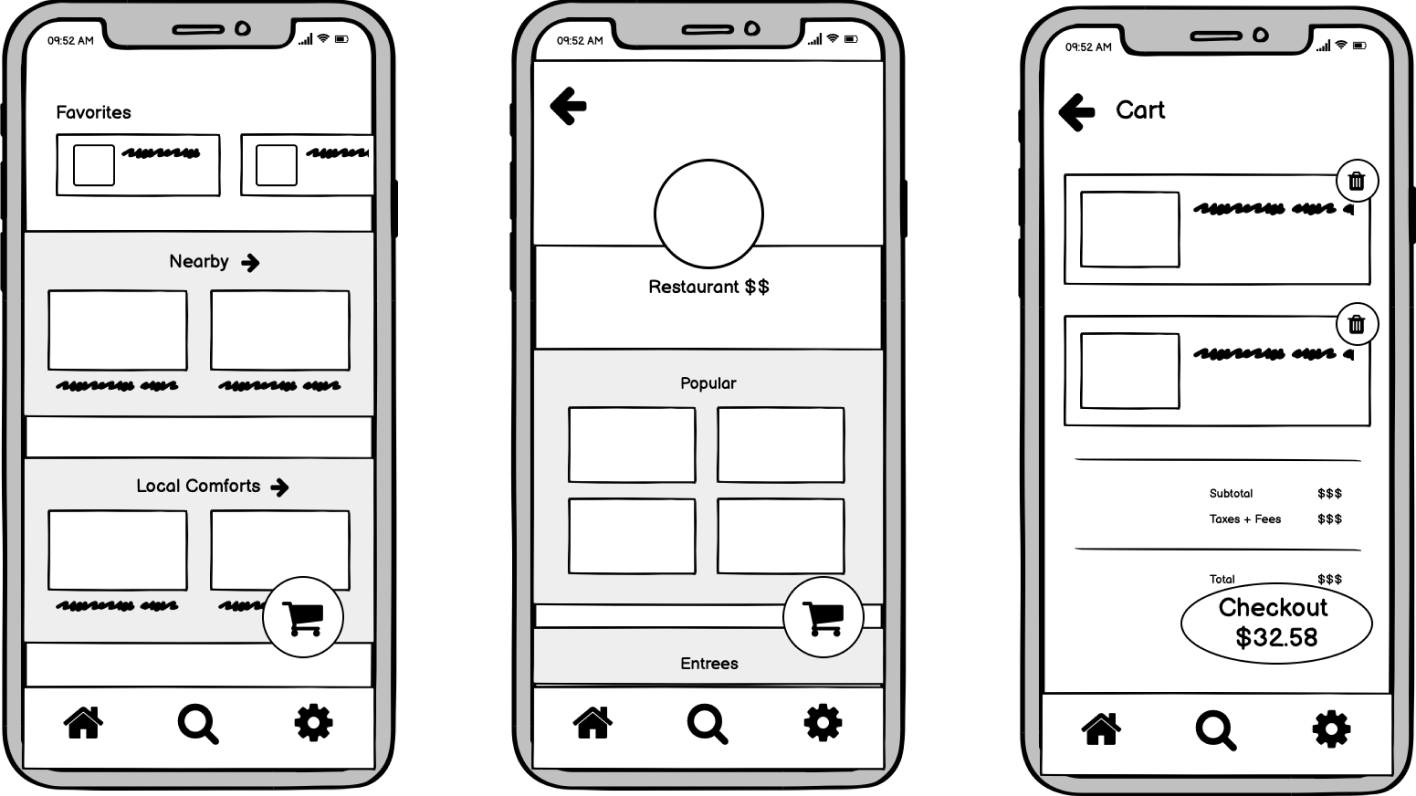 09:52 AM
Favorites
Nearby
Local Comforts
09:52 AM
Restaurant $$
Popular
Entrees
09:52 AM
Cart
Subtotal $$$
Taxes + Fees $$$
Total $$$
Checkout
$32.58